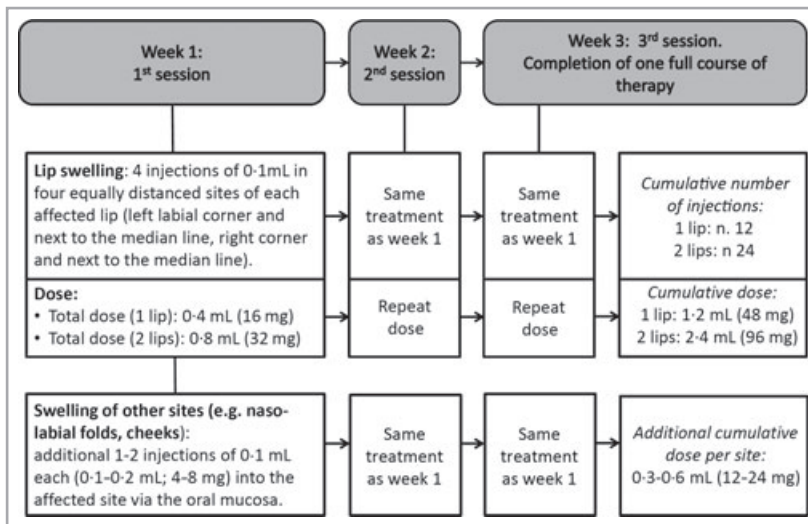 Week 1:
1st session
Week 2:
2nd session
Week 3: 3rd session.
Completion of one full course of
therapy
Lip swelling: 4 injections of 0·1mL in
four equally distanced sites of each
affected lip (left labial corner and
next to the median line, right corner
and next to the median line).
Same
treatment
as week 1
Same
treatment
as week 1
Cumulative number
of injections:
1 lip: n. 12
2 lips: n 24
Dose:
• Total dose (1 lip): 0·4 mL (16 mg)
• Total dose (2 lips): 0·8 mL (32 mg)
Repeat
dose
Repeat
dose
Cumulative dose:
1 lip: 1·2 mL (48 mg)
2 lips: 2·4 mL (96 mg)
Swelling of other sites (e.g. naso-
labial folds, cheeks):
additional 1-2 injections of 0·1 mL
each (0·1–0·2 mL; 4-8 mg) into the
affected site via the oral mucosa.
Same
treatment
as week 1
Same
treatment
as week 1
Additional cumulative
dose per site:
0·3-0·6 mL (12–24 mg)